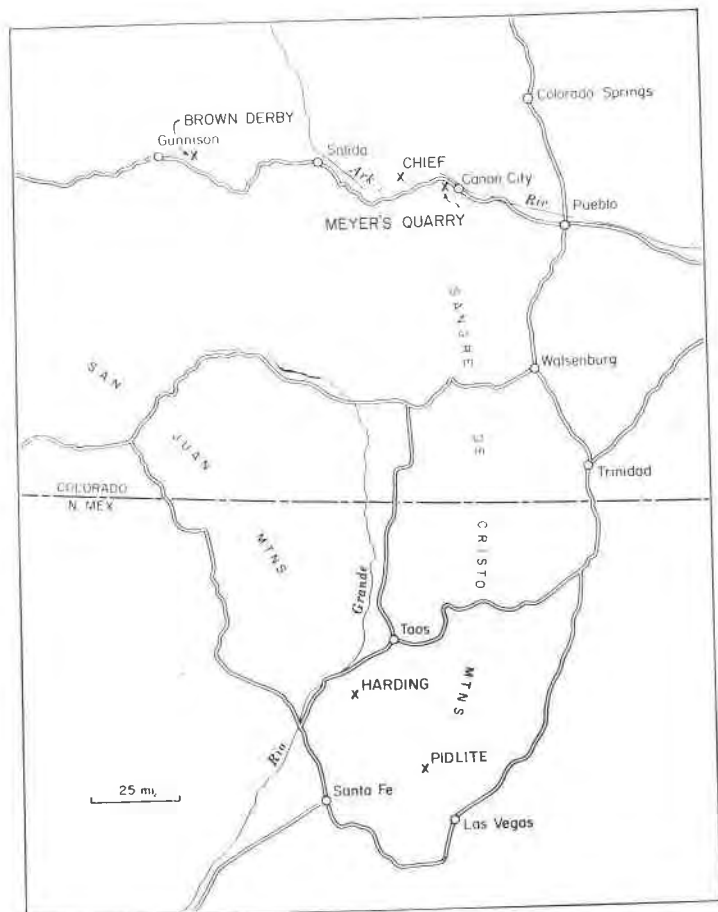 Colorado Springs
BROWN DERBY
Gunnison
Salida
CHIEF
Ark.
Canon City
Riv.
Pueblo
MEYER'S QUARRY
SANGRE
Walsenburg
SAN
JUAN
DE
Trinidad
COLORADO
N. MEX
MTNS
CRISTO
Grande
Taos
MTNS
HARDING
PIDLITE
Rio
25 mi.
Santa Fe
Las Vegas